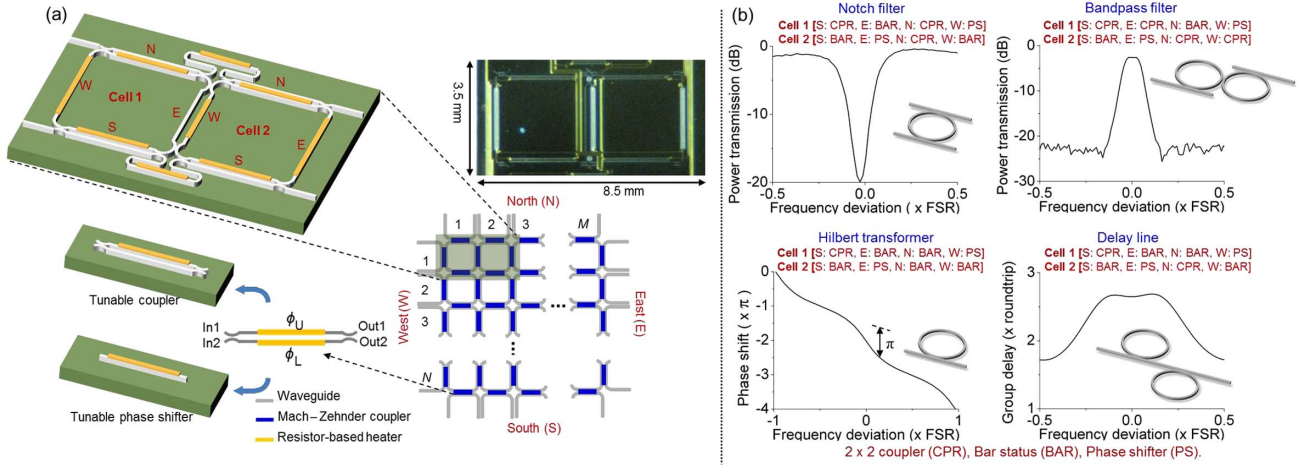 (a)
N
N
W
Cell 1
E
W
Cell 2
E
S
S
3.5 mm
8.5 mm
North (N)
1
2
3
M
1
2
3
N
West (W)
East (E)
South (S)
Tunable coupler
In1
In2
ϕU
ϕL
Out1
Out2
Tunable phase shifter
Waveguide
Mach–Zehnder coupler
Resistor-based heater
(b)
Notch filter
Cell 1 [S: CPR, E: BAR, N: CPR, W: PS]
Cell 2 [S: BAR, E: PS, N: CPR, W: BAR]
Power transmission (dB)
0
-10
-20
-0.5
0.0
0.5
Frequency deviation ( x FSR)
Bandpass filter
Cell 1 [S: CPR, E: CPR, N: BAR, W: PS]
Cell 2 [S: BAR, E: PS, N: CPR, W: CPR]
Power transmission (dB)
0
-10
-20
-30
-0.5
0.0
0.5
Frequency deviation (x FSR)
Hilbert transformer
Cell 1 [S: CPR, E: BAR, N: BAR, W: PS]
Cell 2 [S: BAR, E: PS, N: BAR, W: BAR]
Phase shift ( x π )
0
-1
-2
-3
-4
π
-1
0
1
Frequency deviation (x FSR)
Delay line
Cell 1 [S: CPR, E: BAR, N: BAR, W: PS]
Cell 2 [S: BAR, E: PS, N: CPR, W: BAR]
Group delay (x roundtrip)
4
3
2
1
-0.5
0.0
0.5
Frequency deviation (x FSR)
2 x 2 coupler (CPR), Bar status (BAR), Phase shifter (PS).